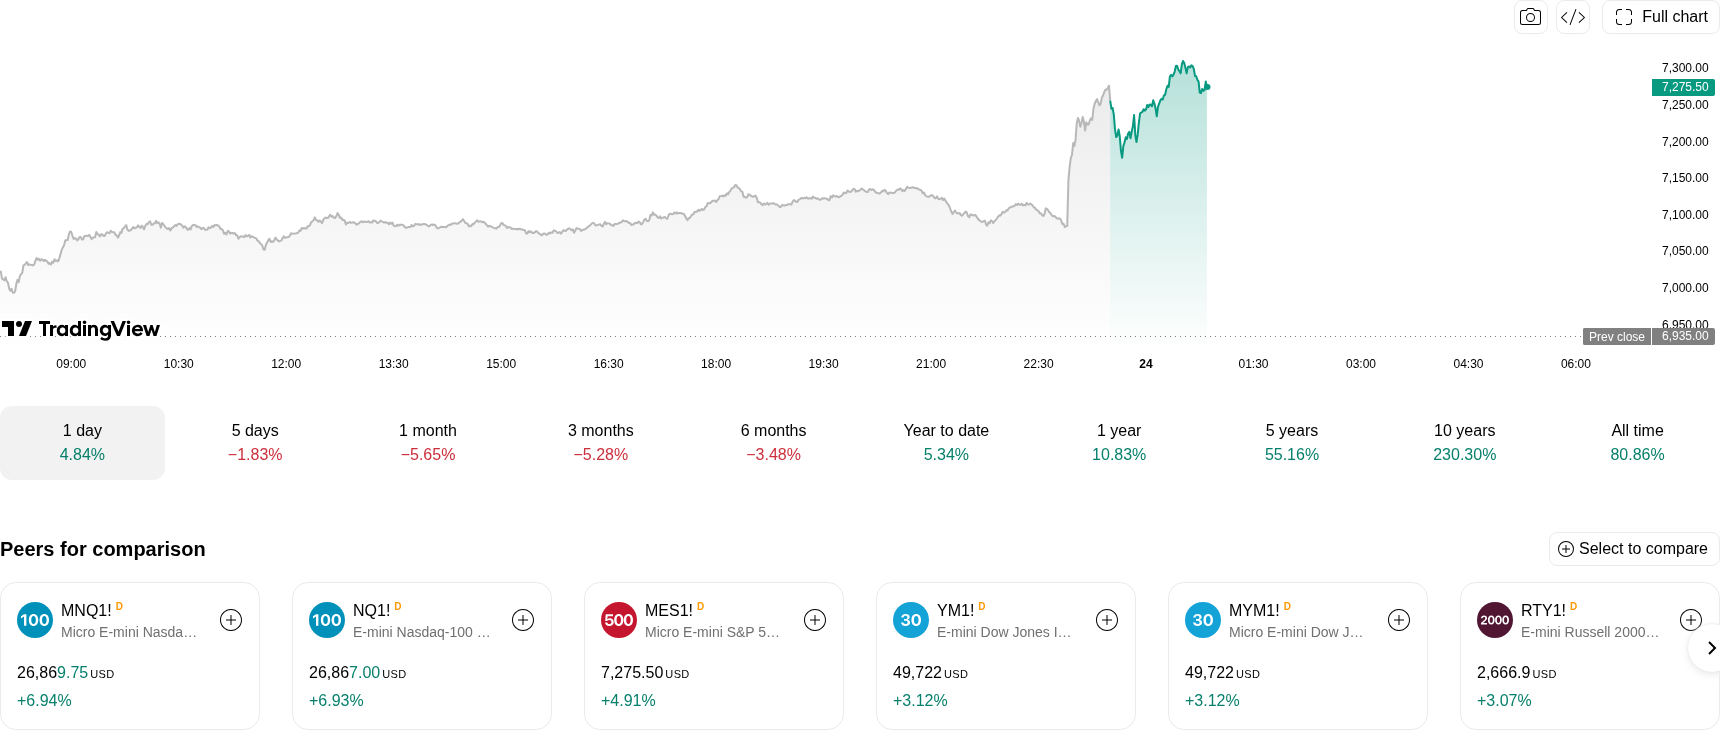 Full chart
7,300.00
7,275.50
7,250.00
7,200.00
7,150.00
7,100.00
7,050.00
7,000.00
6,950.00
Prev close 6,935.00
TradingView
09:00 10:30 12:00 13:30 15:00 16:30 18:00 19:30 21:00 22:30 24 01:30 03:00 04:30 06:00
1 day 5 days 1 month 3 months 6 months Year to date 1 year 5 years 10 years All time
4.84% −1.83% −5.65% −5.28% −3.48% 5.34% 10.83% 55.16% 230.30% 80.86%
Peers for comparison
Select to compare
100 MNQ1! D
Micro E-mini Nasda…
26,869.75 USD
+6.94%
100 NQ1! D
E-mini Nasdaq-100 …
26,867.00 USD
+6.93%
500 MES1! D
Micro E-mini S&P 5…
7,275.50 USD
+4.91%
30 YM1! D
E-mini Dow Jones I…
49,722 USD
+3.12%
30 MYM1! D
Micro E-mini Dow J…
49,722 USD
+3.12%
2000 RTY1! D
E-mini Russell 2000…
2,666.9 USD
+3.07%